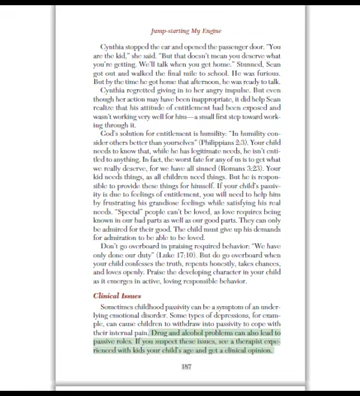 Jump-starting My Engine
Cynthia stopped the car and opened the passenger door. "You
are the kid," she said. "But that doesn't mean you deserve what
you're getting. We'll talk when you get home." Stunned, Sean
got out and walked the final mile to school. He was furious.
But by the time he got home that afternoon, he was ready to talk.
Cynthia regretted giving in to her angry impulse. But even
though her action may have been inappropriate, it did help Sean
realize that his attitude of entitlement had been exposed and
wasn't working very well for him—a small first step toward work-
ing through it.
God's solution for entitlement is humility: "In humility con-
sider others better than yourselves" (Philippians 2:3). Your child
needs to know that, while he has legitimate needs, he isn't enti-
tled to anything. In fact, the worst fate for any of us is to get what
we really deserve, for we have all sinned (Romans 3:23). Your
kid needs things, as all children need things. But he is respon-
sible to provide these things for himself. If your child's passiv-
ity is due to feelings of entitlement, you will need to help him
by frustrating his grandiose feelings while satisfying his real
needs. "Special" people can't be loved, as love requires being
known in our bad parts as well as our good parts. They can only
be admired for their good. The child must give up his demands
for admiration to be able to be loved.
Don't go overboard in praising required behavior: "We have
only done our duty" (Luke 17:10). But do go overboard when
your child confesses the truth, repents honestly, takes chances,
and loves openly. Praise the developing character in your child
as it emerges in active, loving responsible behavior.
Clinical Issues
Sometimes childhood passivity can be a symptom of an under-
lying emotional disorder. Some types of depressions, for exam-
ple, can cause children to withdraw into passivity to cope with
their internal pain. Drug and alcohol problems can also lead to
passive roles. If you suspect these issues, see a therapist expe-
rienced with kids your child's age and get a clinical opinion.
187